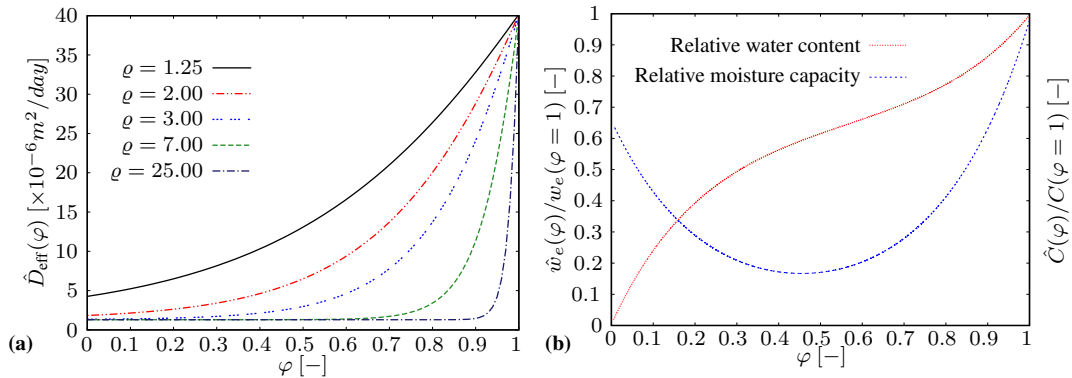 40
35
30
25
20
15
10
5
0
D̂eff(φ) [×10−6m2/day]
ϱ = 1.25
ϱ = 2.00
ϱ = 3.00
ϱ = 7.00
ϱ = 25.00
0 0.1 0.2 0.3 0.4 0.5 0.6 0.7 0.8 0.9 1
φ [−]
(a)
1
0.9
0.8
0.7
0.6
0.5
0.4
0.3
0.2
0.1
0
ŵe(φ)/we(φ = 1) [−]
Relative water content
Relative moisture capacity
0 0.1 0.2 0.3 0.4 0.5 0.6 0.7 0.8 0.9 1
φ [−]
(b)
Ĉ(φ)/C(φ = 1) [−]